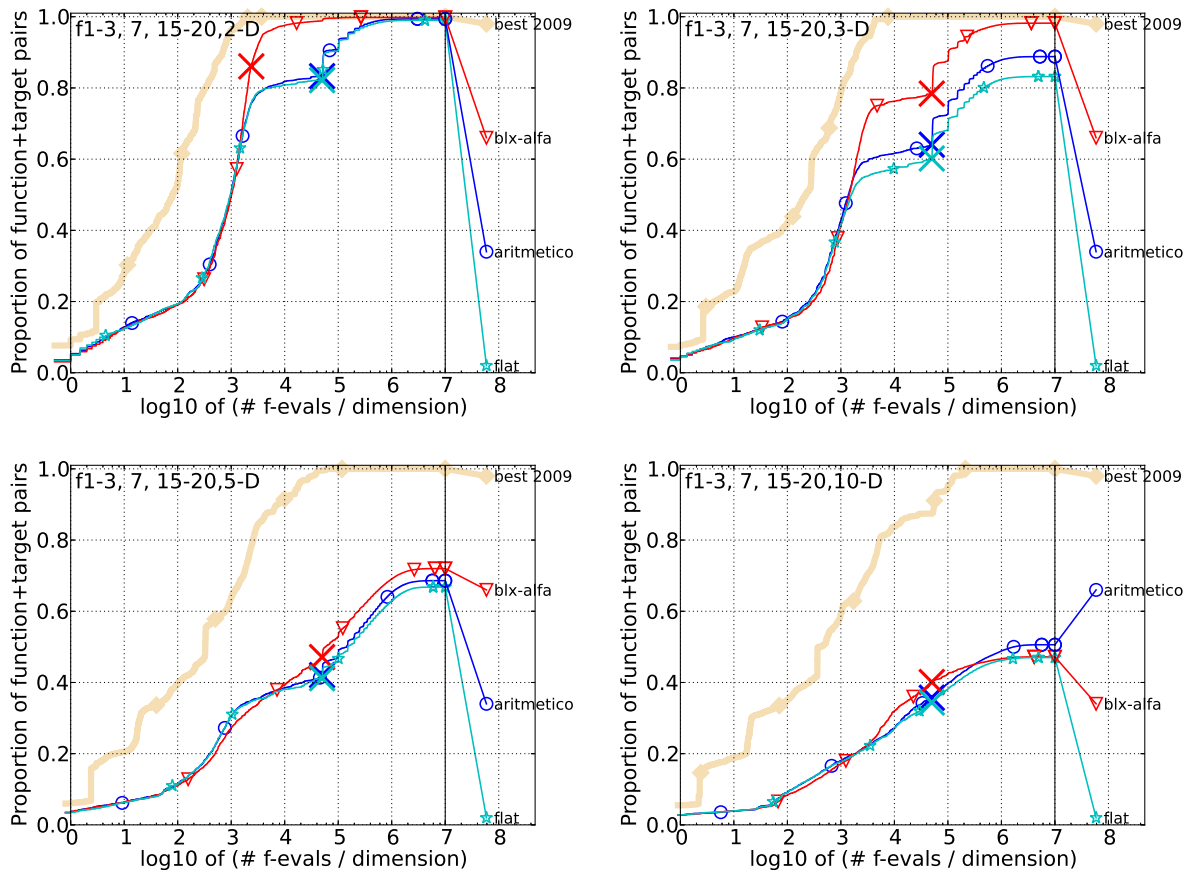 f1-3, 7, 15-20,2-D
Proportion of function+target pairs
1.0
0.8
0.6
0.4
0.2
0.0
0 1 2 3 4 5 6 7 8
log10 of (# f-evals / dimension)
best 2009
blx-alfa
aritmetico
flat
f1-3, 7, 15-20,3-D
Proportion of function+target pairs
1.0
0.8
0.6
0.4
0.2
0.0
0 1 2 3 4 5 6 7 8
log10 of (# f-evals / dimension)
best 2009
blx-alfa
aritmetico
flat
f1-3, 7, 15-20,5-D
Proportion of function+target pairs
1.0
0.8
0.6
0.4
0.2
0.0
0 1 2 3 4 5 6 7 8
log10 of (# f-evals / dimension)
best 2009
blx-alfa
aritmetico
flat
f1-3, 7, 15-20,10-D
Proportion of function+target pairs
1.0
0.8
0.6
0.4
0.2
0.0
0 1 2 3 4 5 6 7 8
log10 of (# f-evals / dimension)
best 2009
aritmetico
blx-alfa
flat